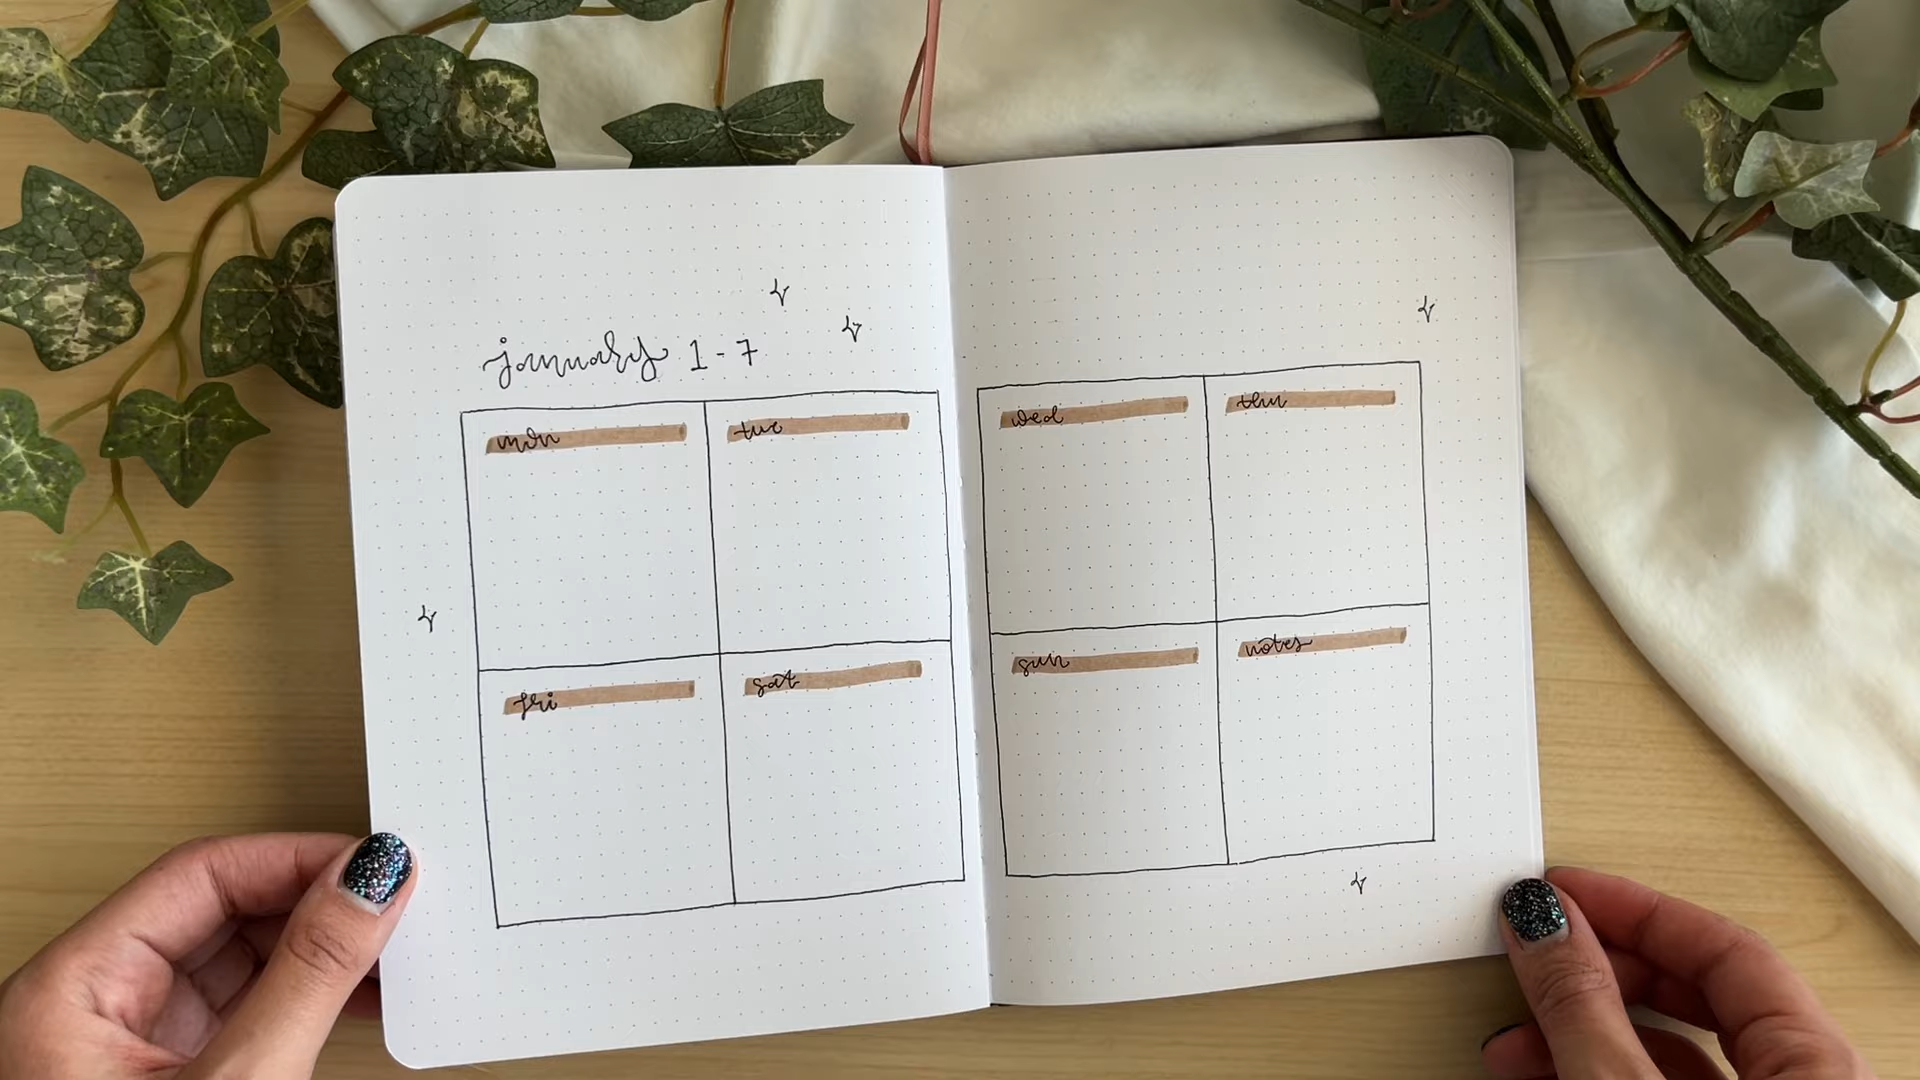 january 1-7
mon
tue
wed
thu
fri
sat
sun
notes